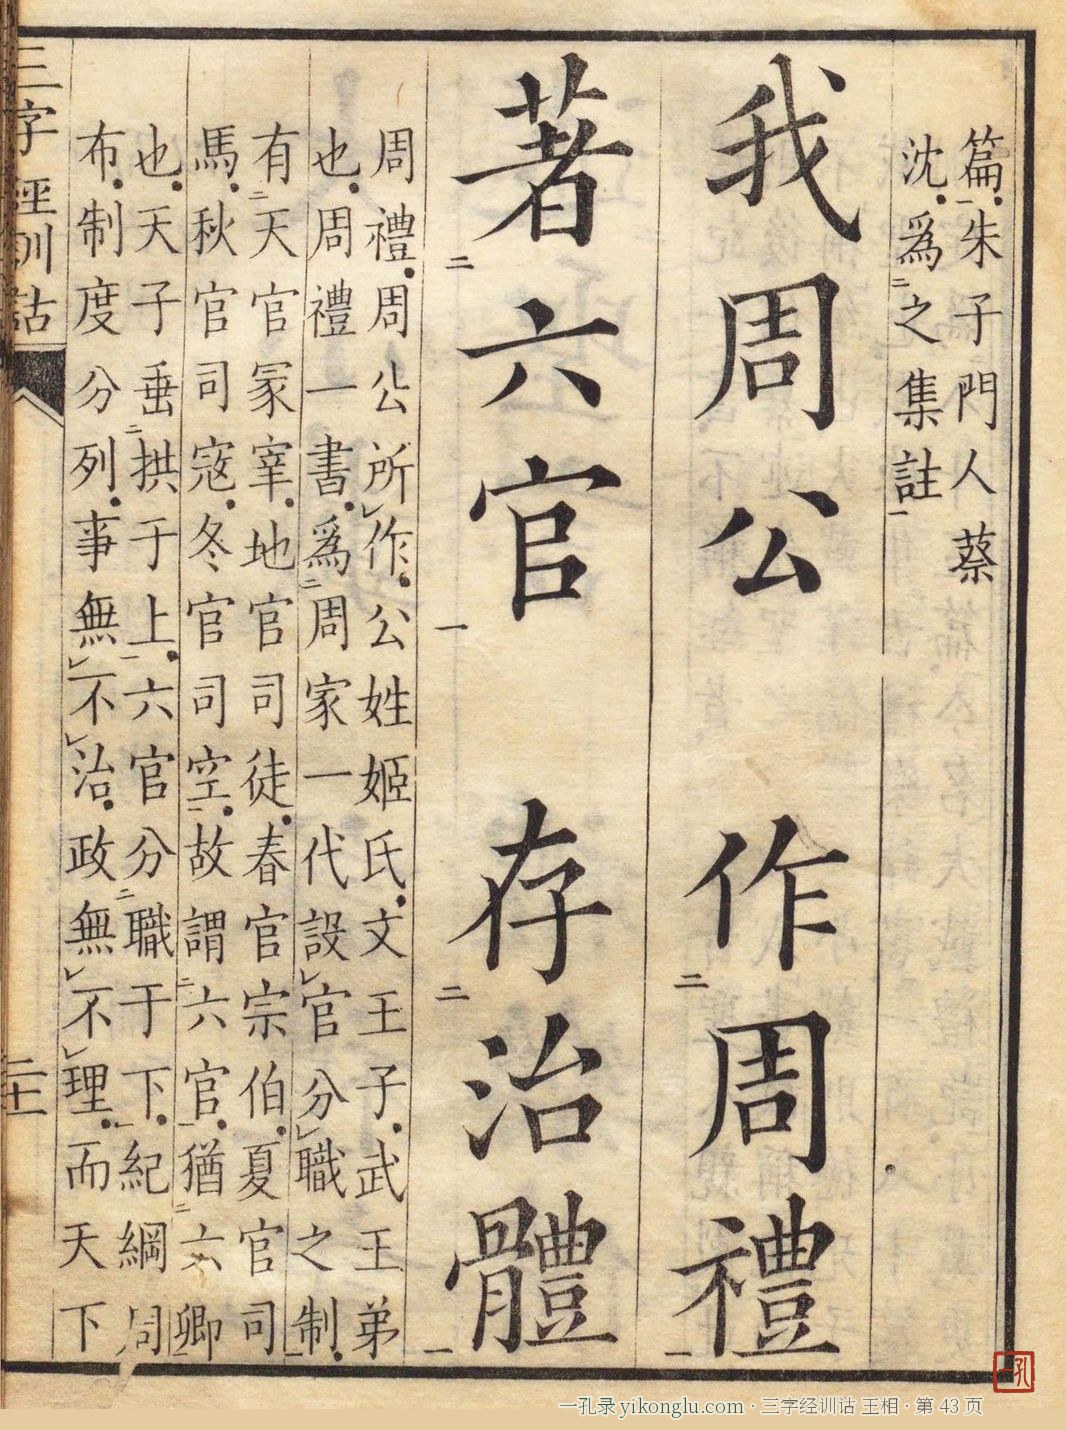 篇朱子門人蔡
沈爲之集註
我周公 作周禮
著六官 存治體
周禮周公所作公姓姬氏文王子武王弟
也周禮一書爲周家一代設官分職之制
有天官冢宰地官司徒春官宗伯夏官司
馬秋官司寇冬官司空故謂六官猶六卿
也天子垂拱于上六官分職于下紀綱周
布制度分列事無不治政無不理而天下
三字經訓詁
二十一
一孔录 yikonglu.com · 三字经训诂 王相 · 第 43 页